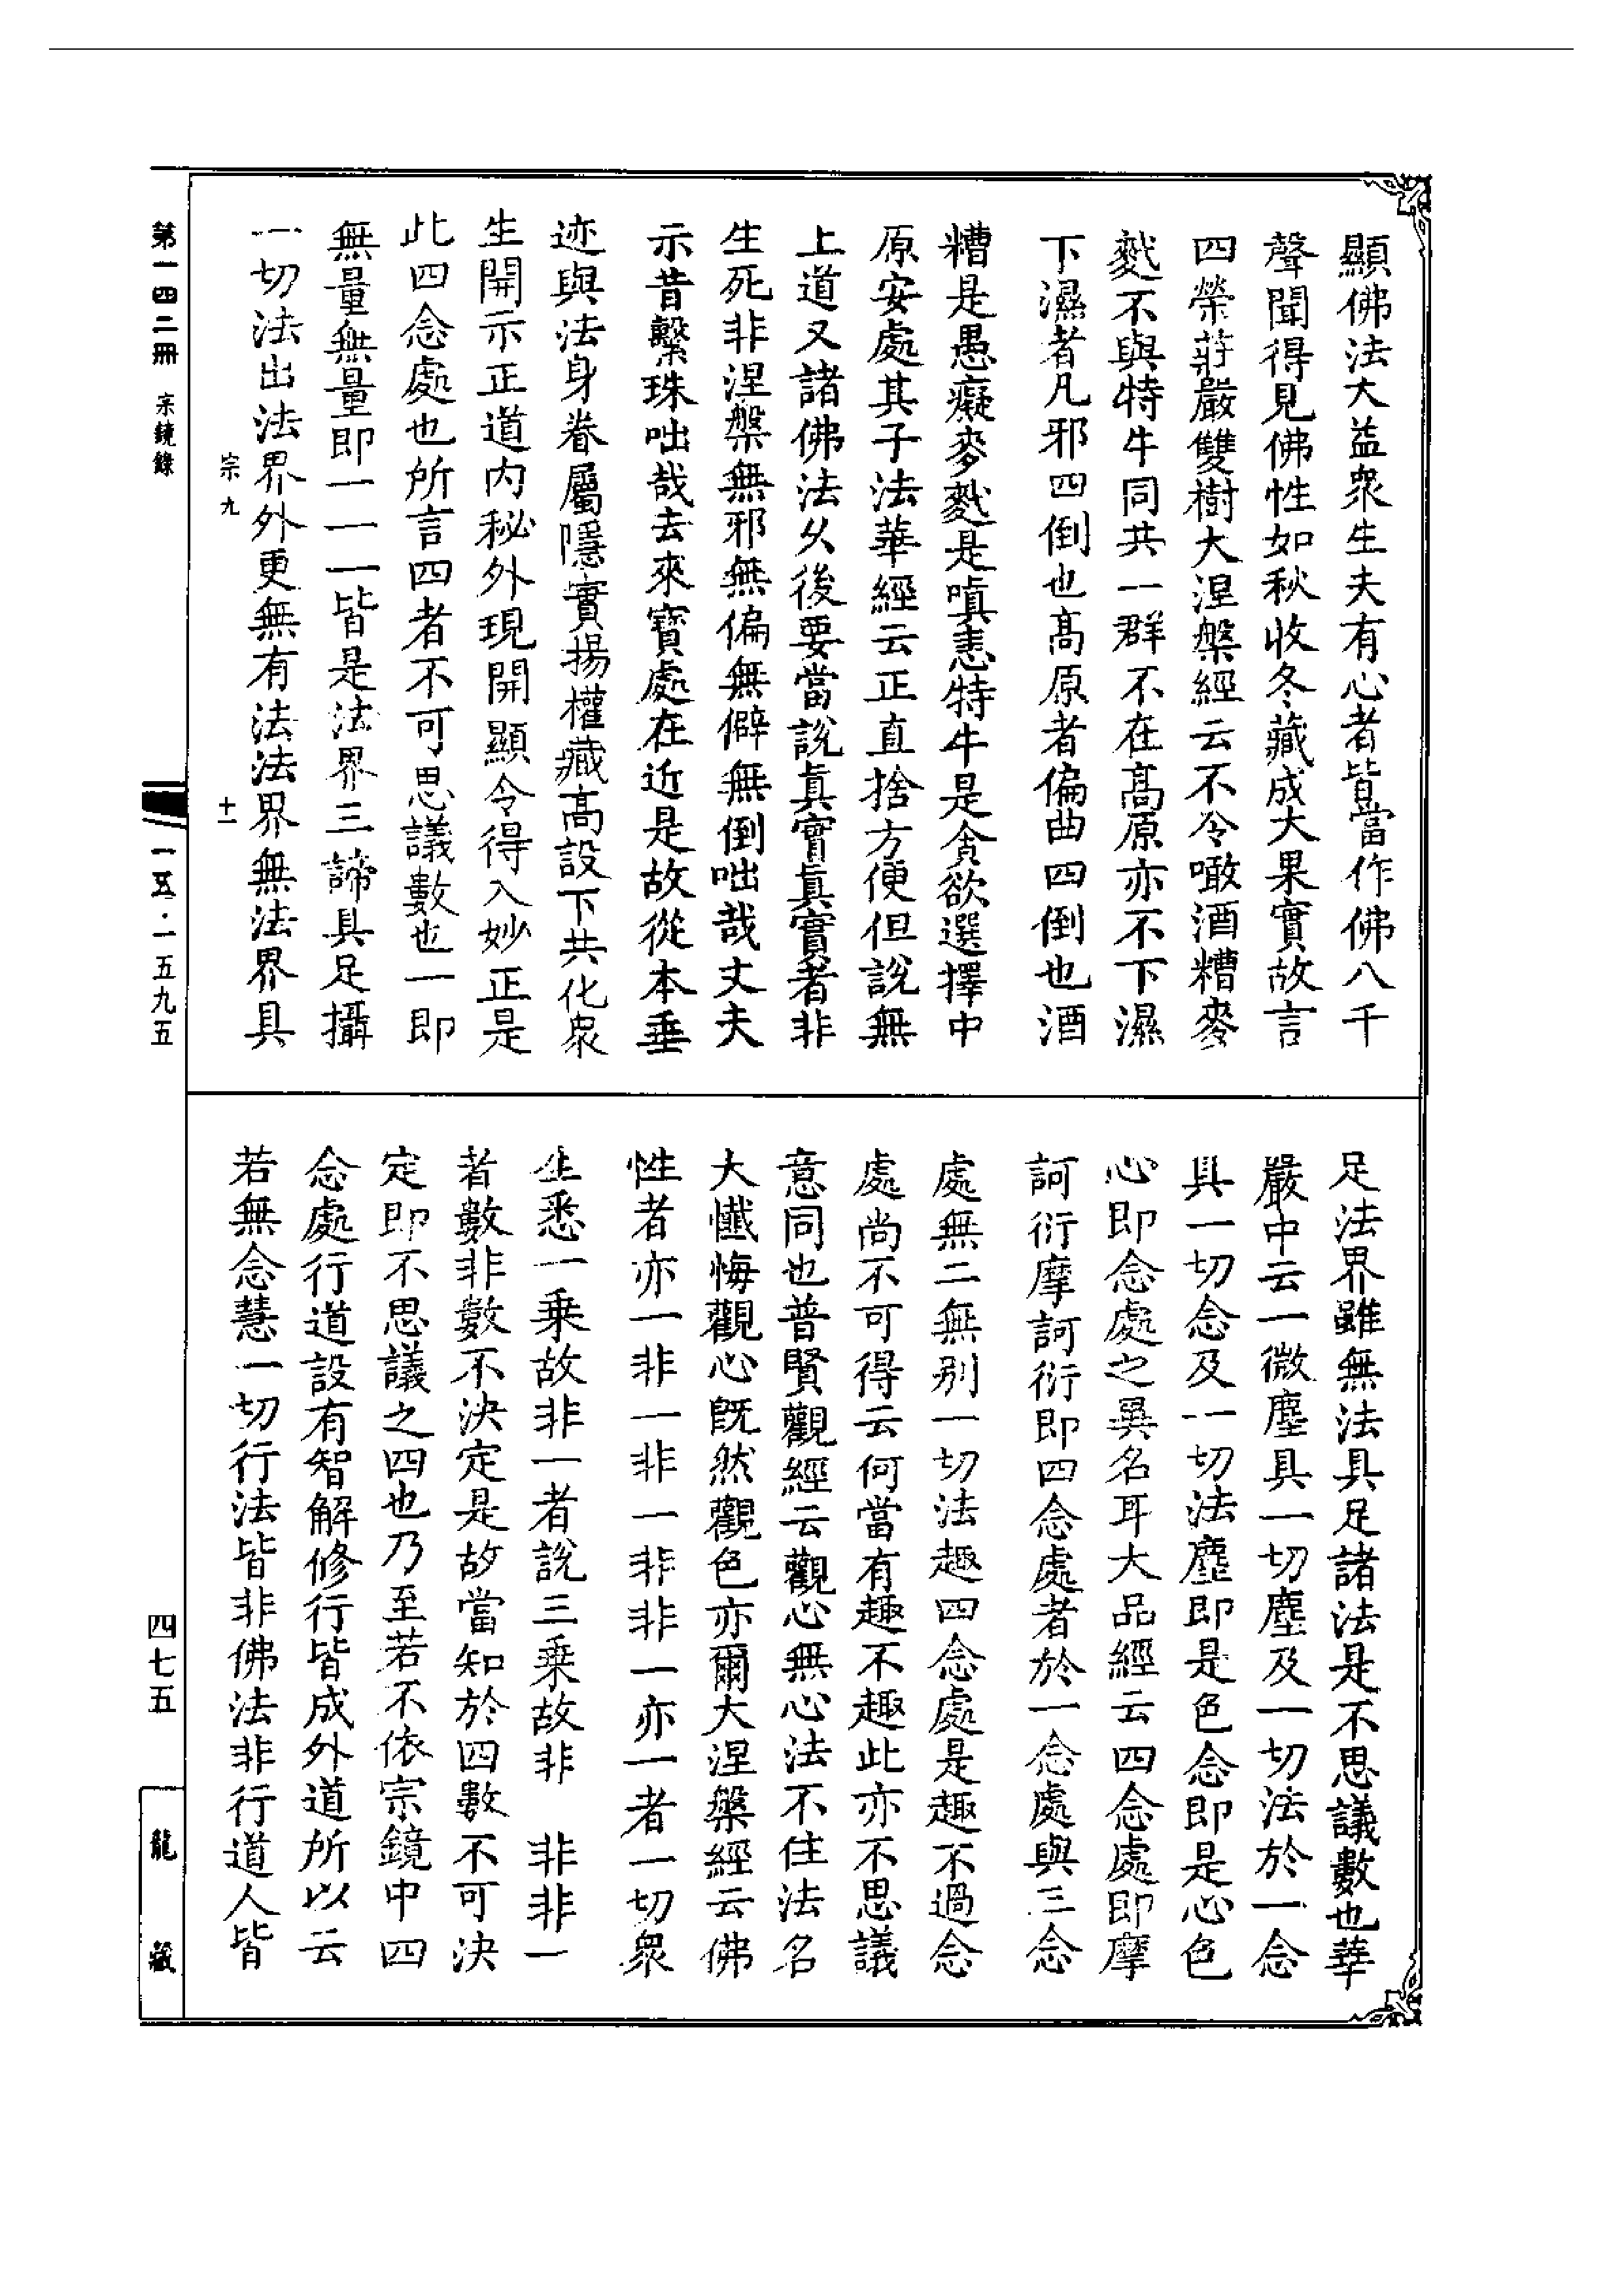 顯佛法大益衆生夫有心者皆當作佛八千
聲聞得見佛性如秋收冬藏成大果實故言
四榮莊嚴雙樹大涅槃經云不令噉酒糟麥
𪍿不與特牛同共一群不在髙原亦不下濕
下濕者凡邪四倒也髙原者偏曲四倒也酒
糟是愚癡麥𪍿是嗔恚特牛是貪欲選擇中
原安處其子法華經云正直捨方便但說無
上道又諸佛法乆後要當說眞實眞實者非
生死非涅槃無邪無偏無僻無倒咄哉丈夫
示昔繫珠咄哉去來寳處在近是故從本垂
迹與法身眷屬隱實揚權藏髙設下共化衆
生開示正道内秘外現開顯令得入妙正是
此四念處也所言四者不可思議數也一即
無量無量即一一一皆是法界三諦具足攝
一切法出法界外更無有法法界無法界具
足法界雖無法具足諸法是不思議數也華
嚴中云一微塵具一切塵及一切法於一念
具一切念及一切法塵即是色念即是心色
心即念處之異名耳大品經云四念處即摩
訶衍摩訶衍即四念處者於一念處與三念
處無二無别一切法趣四念處是趣不過念
處尚不可得云何當有趣不趣此亦不思議
意同也普賢觀經云觀心無心法不住法名
大懺悔觀心旣然觀色亦爾大涅槃經云佛
性者亦一非一非一非非一亦一者一切衆
生悉一乗故非一者說三乗故非　非非一
者數非數不決定是故當知於四數不可決
定即不思議之四也乃至若不依宗鏡中四
念處行道設有智解修行皆成外道所以云
若無念慧一切行法皆非佛法非行道人皆
宗九
十一
第一四二冊　宗鏡錄
一五五·一五九五
四七五
龍藏